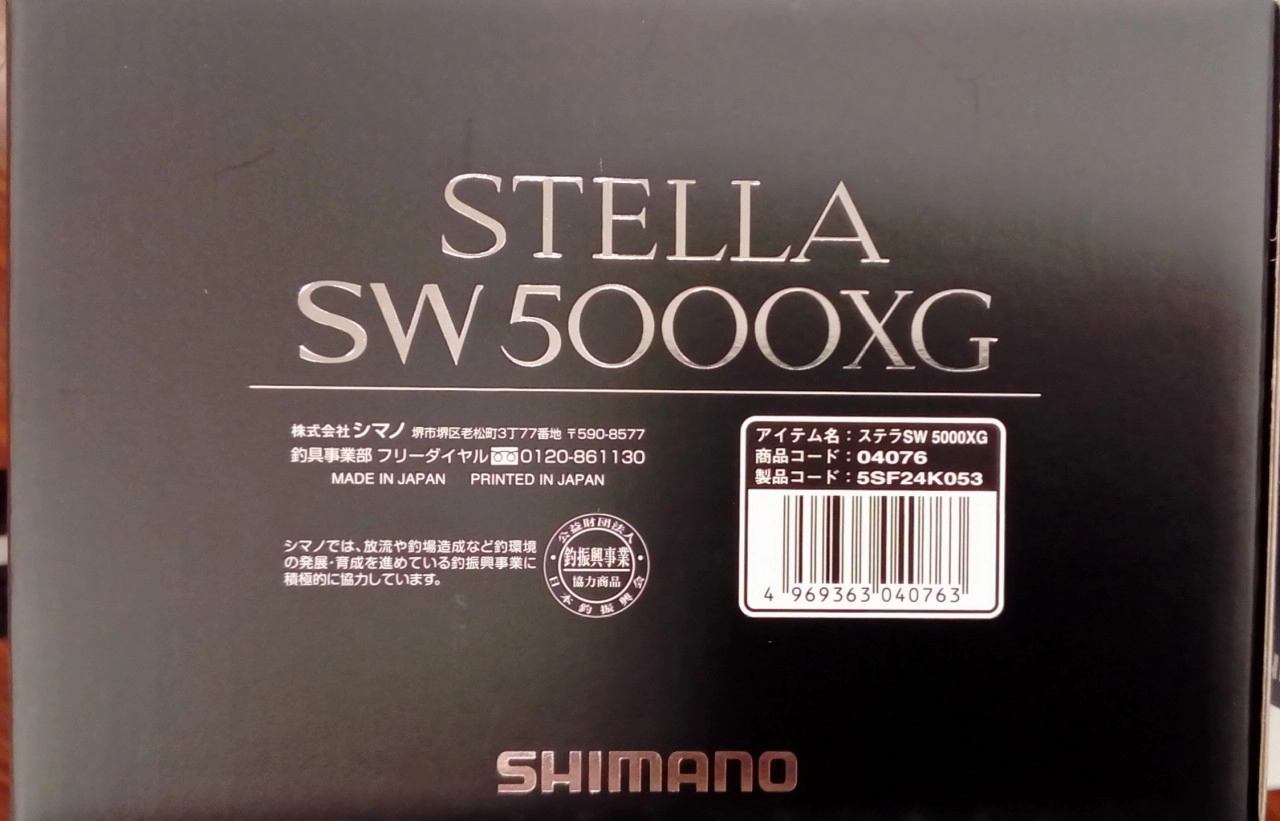 STELLA
SW 5000XG
株式会社シマノ 堺市堺区老松町3丁77番地 〒590-8577
釣具事業部 フリーダイヤル 0120-861130
MADE IN JAPAN PRINTED IN JAPAN
シマノでは、放流や釣場造成など釣環境
の発展・育成を進めている釣振興事業に
積極的に協力しています。
公益財団法人
釣振興事業
協力商品
日本釣振興会
アイテム名：ステラSW 5000XG
商品コード：04076
製品コード：5SF24K053
4 969363 040763
SHIMANO